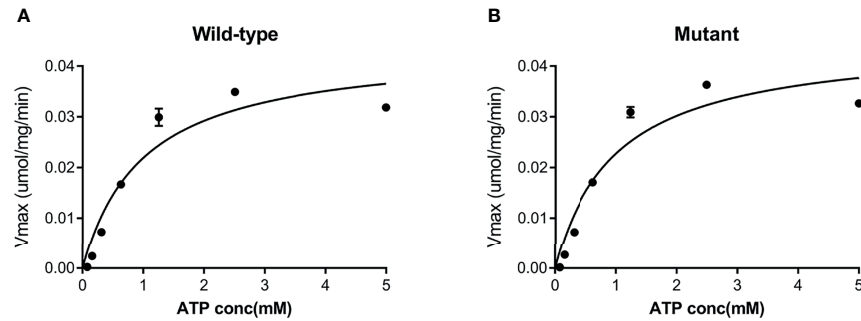 A
Wild-type
Vmax (umol/mg/min)
0.04
0.03
0.02
0.01
0.00
0 1 2 3 4 5
ATP conc(mM)
B
Mutant
Vmax (umol/mg/min)
0.04
0.03
0.02
0.01
0.00
0 1 2 3 4 5
ATP conc(mM)